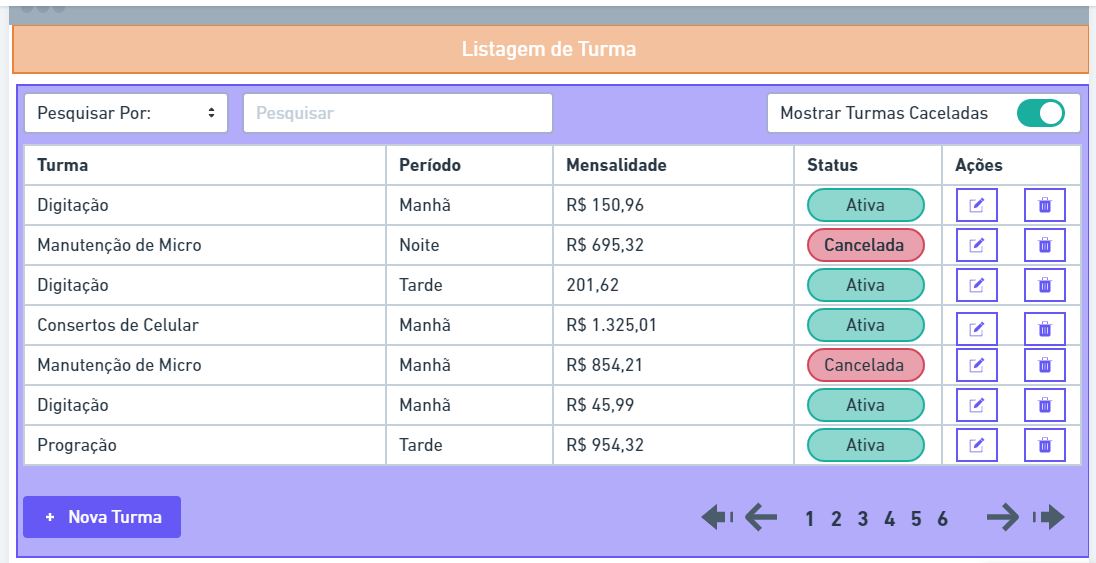 Listagem de Turma
Pesquisar Por: Pesquisar Mostrar Turmas Caceladas
Turma Período Mensalidade Status Ações
Digitação Manhã R$ 150,96 Ativa
Manutenção de Micro Noite R$ 695,32 Cancelada
Digitação Tarde 201,62 Ativa
Consertos de Celular Manhã R$ 1.325,01 Ativa
Manutenção de Micro Manhã R$ 854,21 Cancelada
Digitação Manhã R$ 45,99 Ativa
Progração Tarde R$ 954,32 Ativa
+ Nova Turma 1 2 3 4 5 6